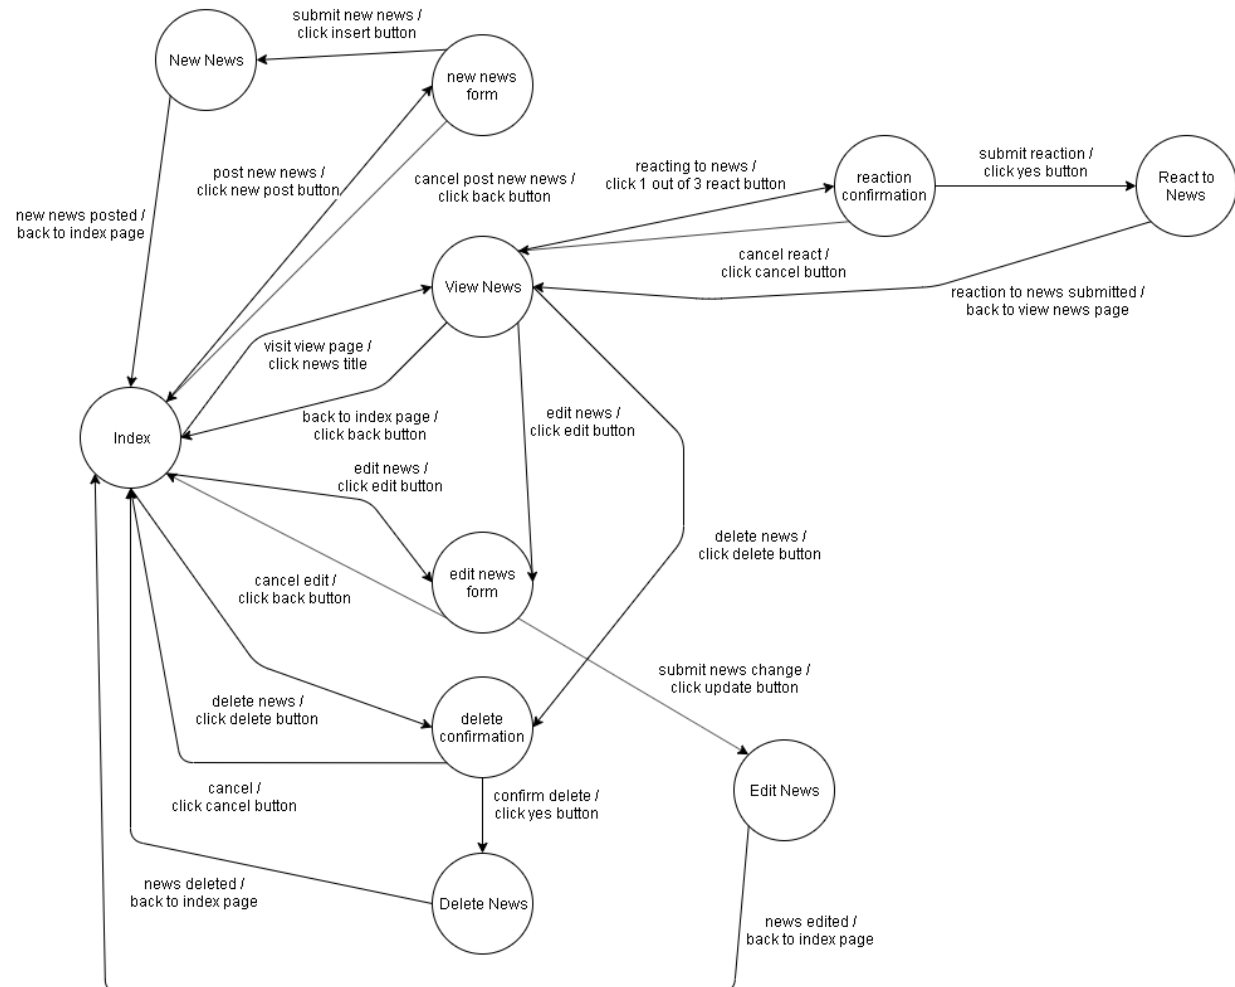 submit new news /
click insert button
New News
new news
form
post new news /
click new post button
cancel post new news /
click back button
reacting to news /
click 1 out of 3 react button
reaction
confirmation
submit reaction /
click yes button
React to
News
new news posted /
back to index page
cancel react /
click cancel button
View News
reaction to news submitted /
back to view news page
visit view page /
click news title
Index
back to index page /
click back button
edit news /
click edit button
edit news /
click edit button
delete news /
click delete button
cancel edit /
click back button
edit news
form
submit news change /
click update button
delete news /
click delete button
delete
confirmation
cancel /
click cancel button
confirm delete /
click yes button
Edit News
news deleted /
back to index page
Delete News
news edited /
back to index page